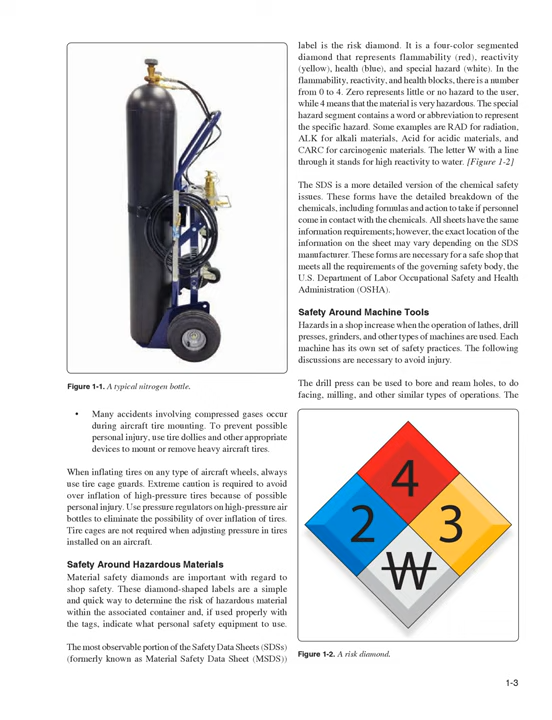 Figure 1-1. A typical nitrogen bottle.
• Many accidents involving compressed gases occur
during aircraft tire mounting. To prevent possible
personal injury, use tire dollies and other appropriate
devices to mount or remove heavy aircraft tires.
When inflating tires on any type of aircraft wheels, always
use tire cage guards. Extreme caution is required to avoid
over inflation of high-pressure tires because of possible
personal injury. Use pressure regulators on high-pressure air
bottles to eliminate the possibility of over inflation of tires.
Tire cages are not required when adjusting pressure in tires
installed on an aircraft.
Safety Around Hazardous Materials
Material safety diamonds are important with regard to
shop safety. These diamond-shaped labels are a simple
and quick way to determine the risk of hazardous material
within the associated container and, if used properly with
the tags, indicate what personal safety equipment to use.
The most observable portion of the Safety Data Sheets (SDSs)
(formerly known as Material Safety Data Sheet (MSDS))
label is the risk diamond. It is a four-color segmented
diamond that represents flammability (red), reactivity
(yellow), health (blue), and special hazard (white). In the
flammability, reactivity, and health blocks, there is a number
from 0 to 4. Zero represents little or no hazard to the user,
while 4 means that the material is very hazardous. The special
hazard segment contains a word or abbreviation to represent
the specific hazard. Some examples are RAD for radiation,
ALK for alkali materials, Acid for acidic materials, and
CARC for carcinogenic materials. The letter W with a line
through it stands for high reactivity to water. [Figure 1-2]
The SDS is a more detailed version of the chemical safety
issues. These forms have the detailed breakdown of the
chemicals, including formulas and action to take if personnel
come in contact with the chemicals. All sheets have the same
information requirements; however, the exact location of the
information on the sheet may vary depending on the SDS
manufacturer. These forms are necessary for a safe shop that
meets all the requirements of the governing safety body, the
U.S. Department of Labor Occupational Safety and Health
Administration (OSHA).
Safety Around Machine Tools
Hazards in a shop increase when the operation of lathes, drill
presses, grinders, and other types of machines are used. Each
machine has its own set of safety practices. The following
discussions are necessary to avoid injury.
The drill press can be used to bore and ream holes, to do
facing, milling, and other similar types of operations. The
4
2
3
W
Figure 1-2. A risk diamond.
1-3